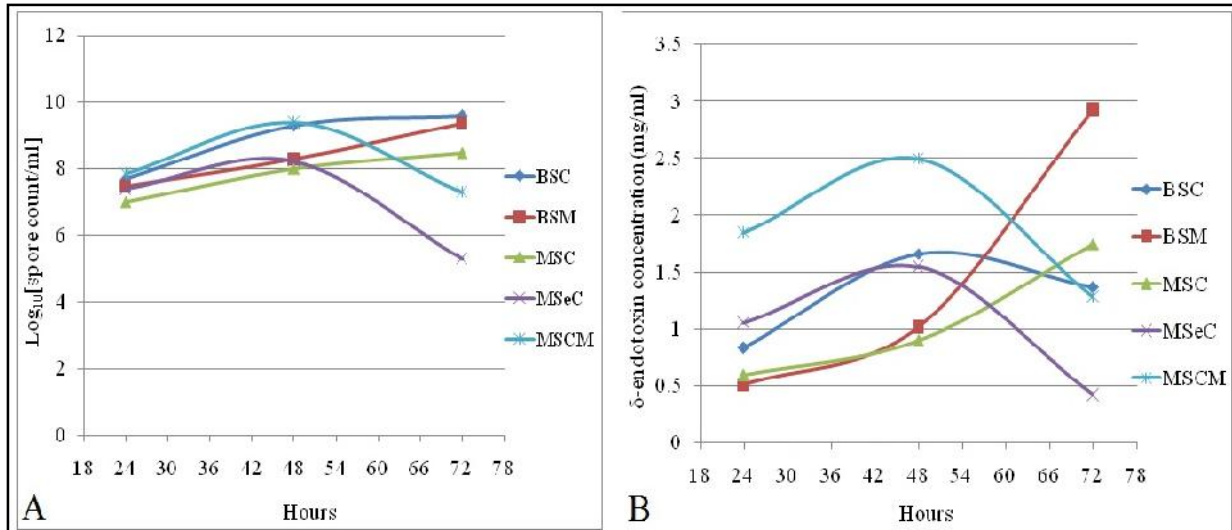 Log10[spore count/ml]
12
10
8
6
4
2
0
18 24 30 36 42 48 54 60 66 72 78
Hours
BSC
BSM
MSC
MSeC
MSCM
A
δ-endotoxin concentration(mg/ml)
3.5
3
2.5
2
1.5
1
0.5
0
18 24 30 36 42 48 54 60 66 72 78
Hours
BSC
BSM
MSC
MSeC
MSCM
B